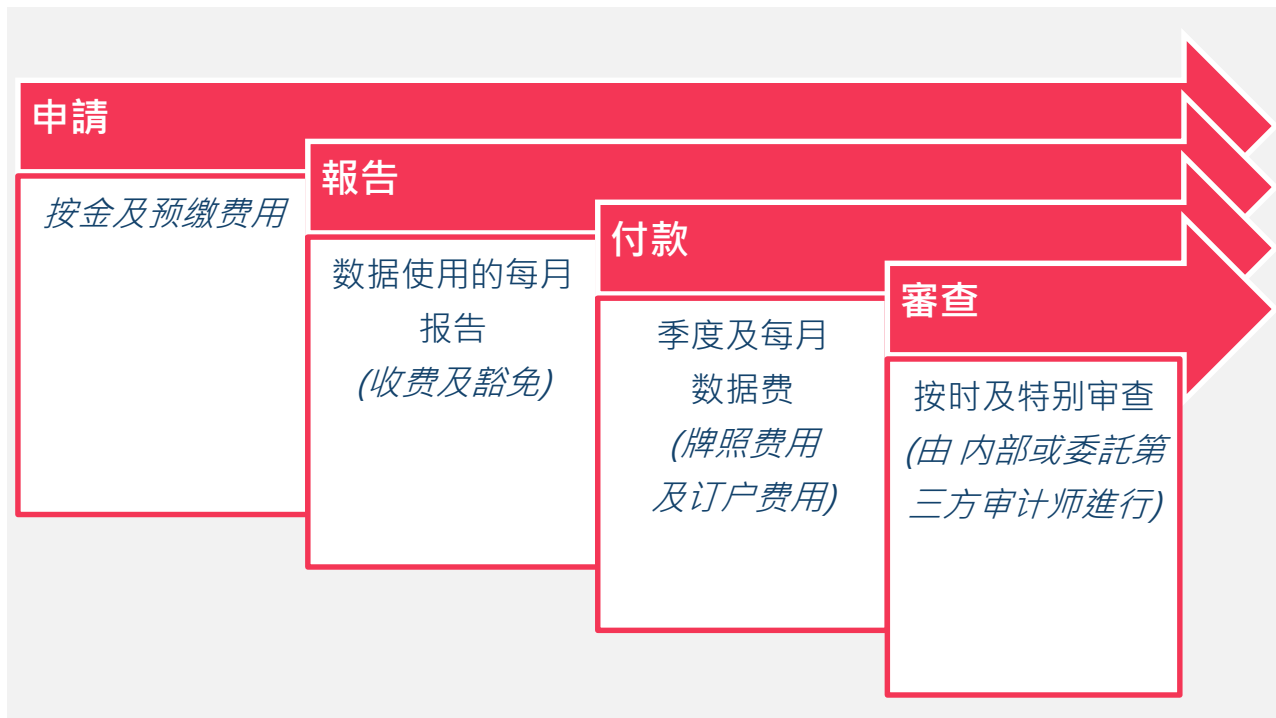 申請
按金及预缴费用
報告
数据使用的每月
报告
(收费及豁免)
付款
季度及每月
数据费
(牌照费用
及订户费用)
審查
按时及特别审查
(由 内部或委託第
三方审计师進行)